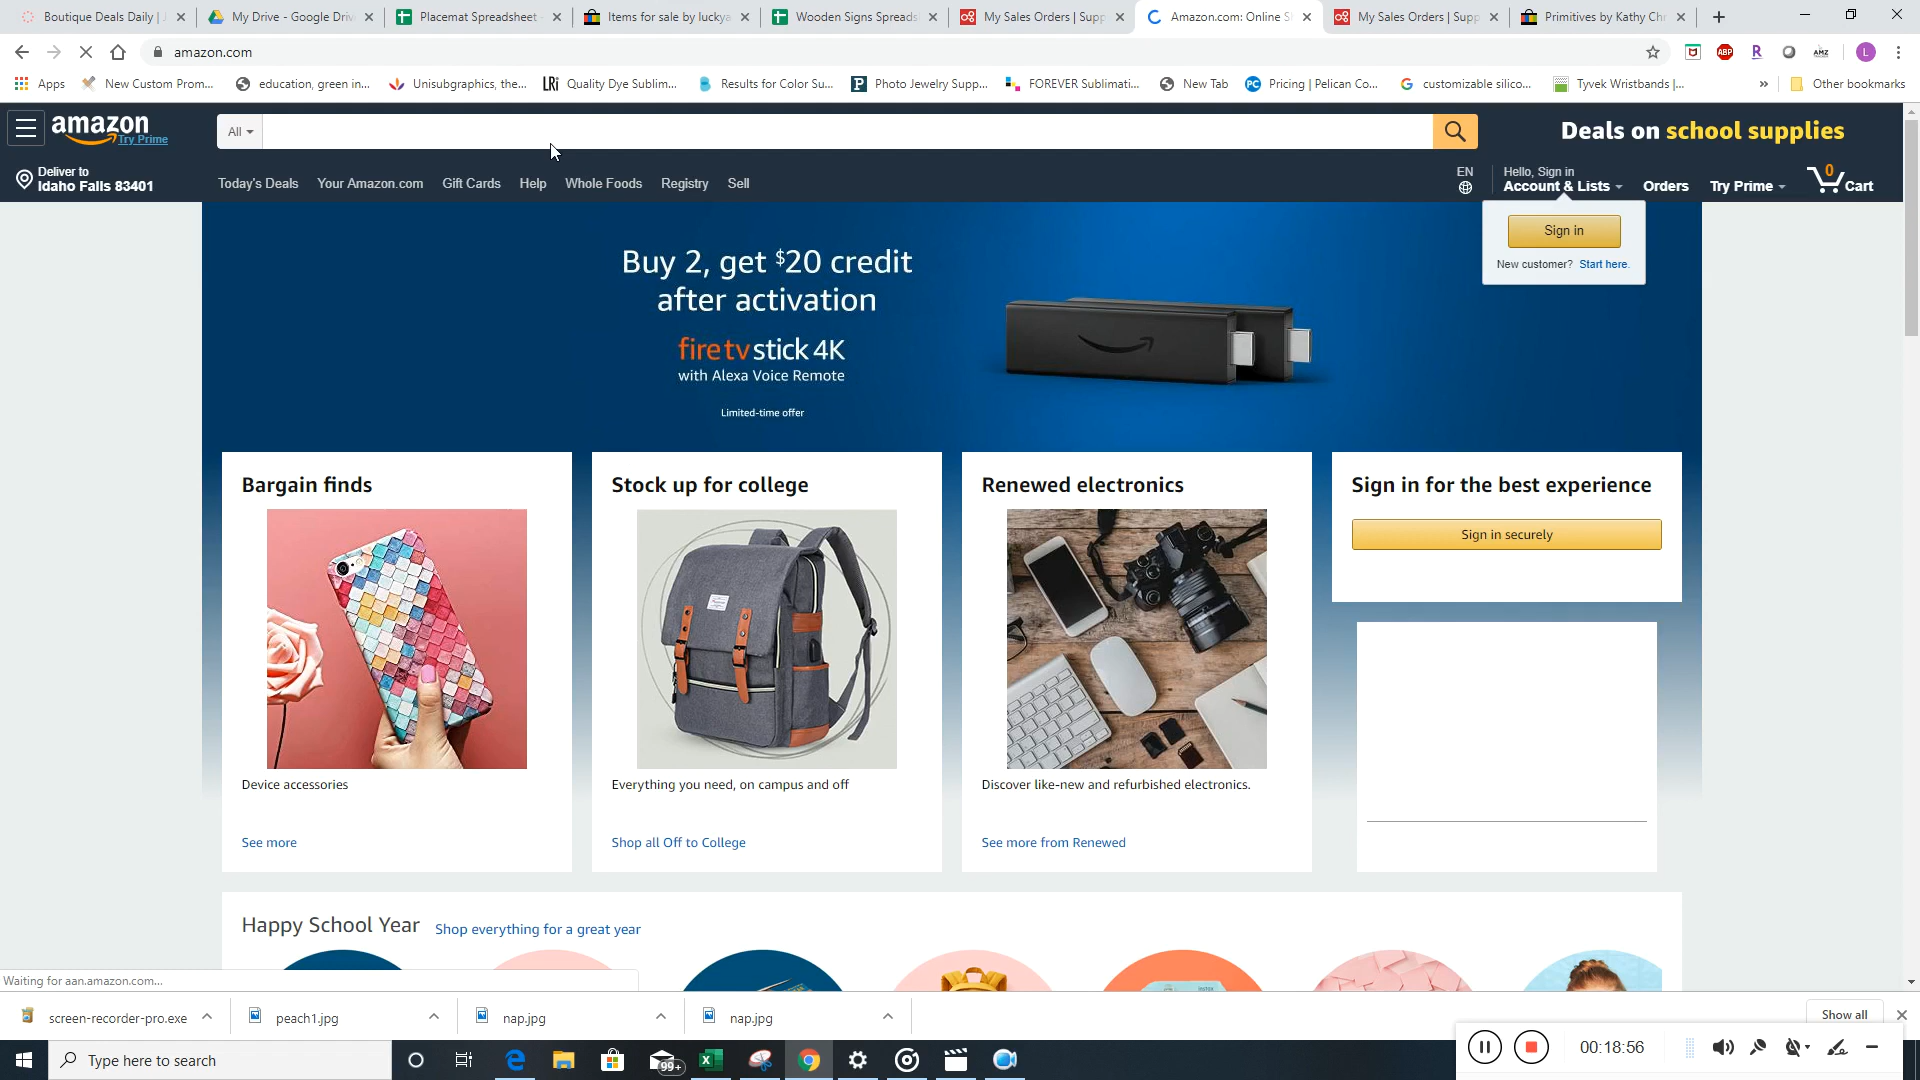 Boutique Deals Daily | J
My Drive - Google Driv
Placemat Spreadsheet -
Items for sale by luckya
Wooden Signs Spreads
My Sales Orders | Supp
Amazon.com: Online S
My Sales Orders | Supp
Primitives by Kathy Ch
amazon.com
Apps
New Custom Prom...
education, green in...
Unisubgraphics, the...
Quality Dye Sublim...
Results for Color Su...
Photo Jewelry Supp...
FOREVER Sublimati...
New Tab
Pricing | Pelican Co...
customizable silico...
Tyvek Wristbands |...
Other bookmarks
amazon
Try Prime
All
Deals on school supplies
Deliver to
Idaho Falls 83401
Today's Deals
Your Amazon.com
Gift Cards
Help
Whole Foods
Registry
Sell
EN
Hello, Sign in
Account & Lists
Orders
Try Prime
0
Cart
Sign in
New customer? Start here.
Buy 2, get $20 credit
after activation
fire tv stick 4K
with Alexa Voice Remote
Limited-time offer
Bargain finds
Stock up for college
Renewed electronics
Sign in for the best experience
Sign in securely
Device accessories
Everything you need, on campus and off
Discover like-new and refurbished electronics.
See more
Shop all Off to College
See more from Renewed
Happy School Year
Shop everything for a great year
Waiting for aan.amazon.com...
screen-recorder-pro.exe
peach1.jpg
nap.jpg
nap.jpg
Show all
Type here to search
99+
00:18:56